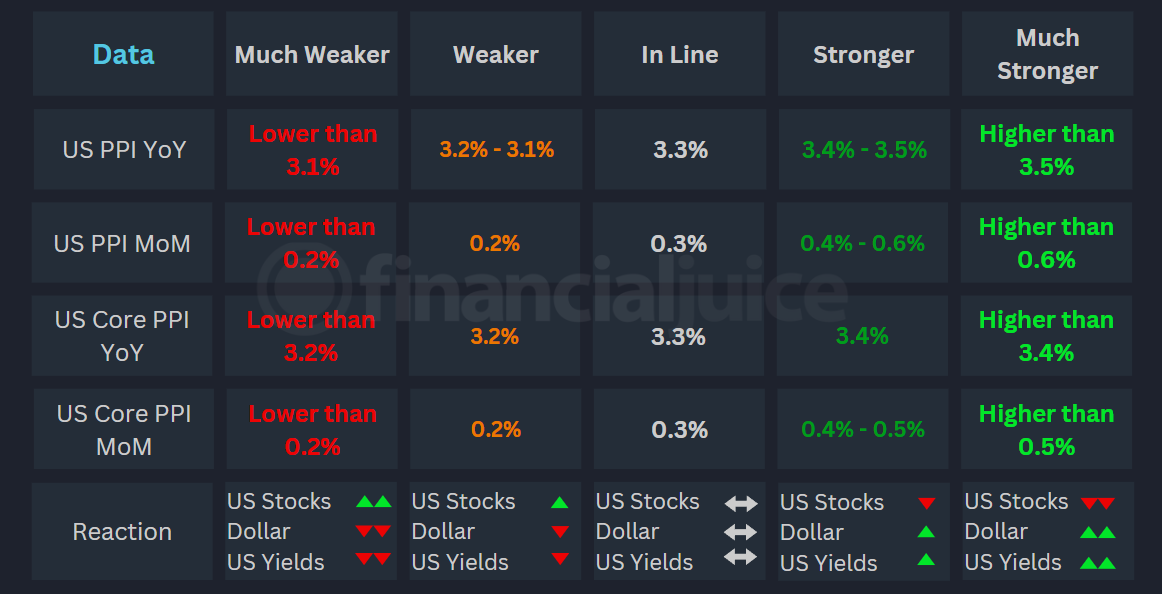 Data
Much Weaker
Weaker
In Line
Stronger
Much
Stronger
US PPI YoY
Lower than
3.1%
3.2% - 3.1%
3.3%
3.4% - 3.5%
Higher than
3.5%
US PPI MoM
Lower than
0.2%
0.2%
0.3%
0.4% - 0.6%
Higher than
0.6%
financialjuice
US Core PPI
YoY
Lower than
3.2%
3.2%
3.3%
3.4%
Higher than
3.4%
US Core PPI
MoM
Lower than
0.2%
0.2%
0.3%
0.4% - 0.5%
Higher than
0.5%
Reaction
US Stocks
Dollar
US Yields
US Stocks
Dollar
US Yields
US Stocks
Dollar
US Yields
US Stocks
Dollar
US Yields
US Stocks
Dollar
US Yields